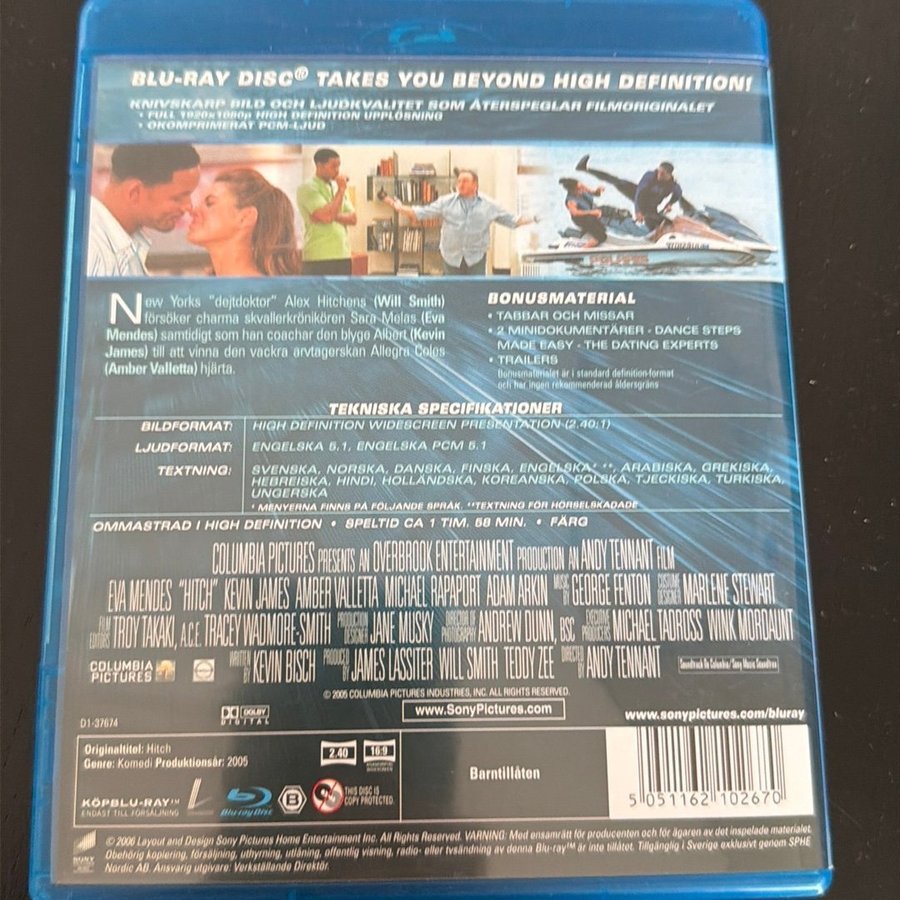 BLU-RAY DISC® TAKES YOU BEYOND HIGH DEFINITION!
KNIVSKARP BILD OCH LJUDKVALITET SOM ÅTERSPEGLAR FILMORIGINALET
• FULL 1920x1080p HIGH DEFINITION UPPLÖSNING
• OKOMPRIMERAT PCM-LJUD
POLARIS
New Yorks "dejtdoktor" Alex Hitchens (Will Smith)
försöker charma skvallerkrönikören Sara Melas (Eva
Mendes) samtidigt som han coachar den blyge Albert (Kevin
James) till att vinna den vackra arvtagerskan Allegra Coles
(Amber Valletta) hjärta.
BONUSMATERIAL
• TABBAR OCH MISSAR
• 2 MINIDOKUMENTÄRER - DANCE STEPS
MADE EASY - THE DATING EXPERTS
• TRAILERS
Bonusmaterialet är i standard definition-format
och har ingen rekommenderad åldersgräns
TEKNISKA SPECIFIKATIONER
BILDFORMAT: HIGH DEFINITION WIDESCREEN PRESENTATION (2.40:1)
LJUDFORMAT: ENGELSKA 5.1, ENGELSKA PCM 5.1
TEXTNING: SVENSKA, NORSKA, DANSKA, FINSKA, ENGELSKA* **, ARABISKA, GREKISKA,
HEBREISKA, HINDI, HOLLÄNDSKA, KOREANSKA, POLSKA, TJECKISKA, TURKISKA,
UNGERSKA
* MENYERNA FINNS PÅ FÖLJANDE SPRÅK. **TEXTNING FÖR HÖRSELSKADADE
OMMASTRAD I HIGH DEFINITION • SPELTID CA 1 TIM. 58 MIN. • FÄRG
COLUMBIA PICTURES PRESENTS AN OVERBROOK ENTERTAINMENT PRODUCTION AN ANDY TENNANT FILM
EVA MENDES "HITCH" KEVIN JAMES AMBER VALLETTA MICHAEL RAPAPORT ADAM ARKIN MUSIC BY GEORGE FENTON COSTUME DESIGNER MARLENE STEWART
FILM EDITORS TROY TAKAKI, A.C.E. TRACEY WADMORE-SMITH PRODUCTION DESIGNER JANE MUSKY DIRECTOR OF PHOTOGRAPHY ANDREW DUNN, BSC EXECUTIVE PRODUCERS MICHAEL TADROSS WINK MORDAUNT
WRITTEN BY KEVIN BISCH PRODUCED BY JAMES LASSITER WILL SMITH TEDDY ZEE DIRECTED BY ANDY TENNANT
COLUMBIA
PICTURES
Soundtrack On Columbia/Sony Music Soundtrax
© 2005 COLUMBIA PICTURES INDUSTRIES, INC. ALL RIGHTS RESERVED.
DOLBY
DIGITAL
www.SonyPictures.com
www.sonypictures.com/bluray
D1-37674
Originaltitel: Hitch
Genre: Komedi Produktionsår: 2005
2.40
16:9
KÖPBLU-RAY™
ENDAST TILL FÖRSÄLJNING
Blu-ray Disc
B
THIS DISC IS
COPY PROTECTED.
Barntillåten
5 051162 102670
SONY
© 2006 Layout and Design Sony Pictures Home Entertainment Inc. All Rights Reserved. VARNING: Med ensamrätt för producenten och för ägaren av det inspelade materialet.
Obehörig kopiering, försäljning, uthyrning, utlåning, offentlig visning, radio- eller tvsändning av denna Blu-ray™ är inte tillåtet. Tillgänglig i Sverige exklusivt genom SPHE
Nordic AB. Ansvarig utgivare: Verkställande Direktör.